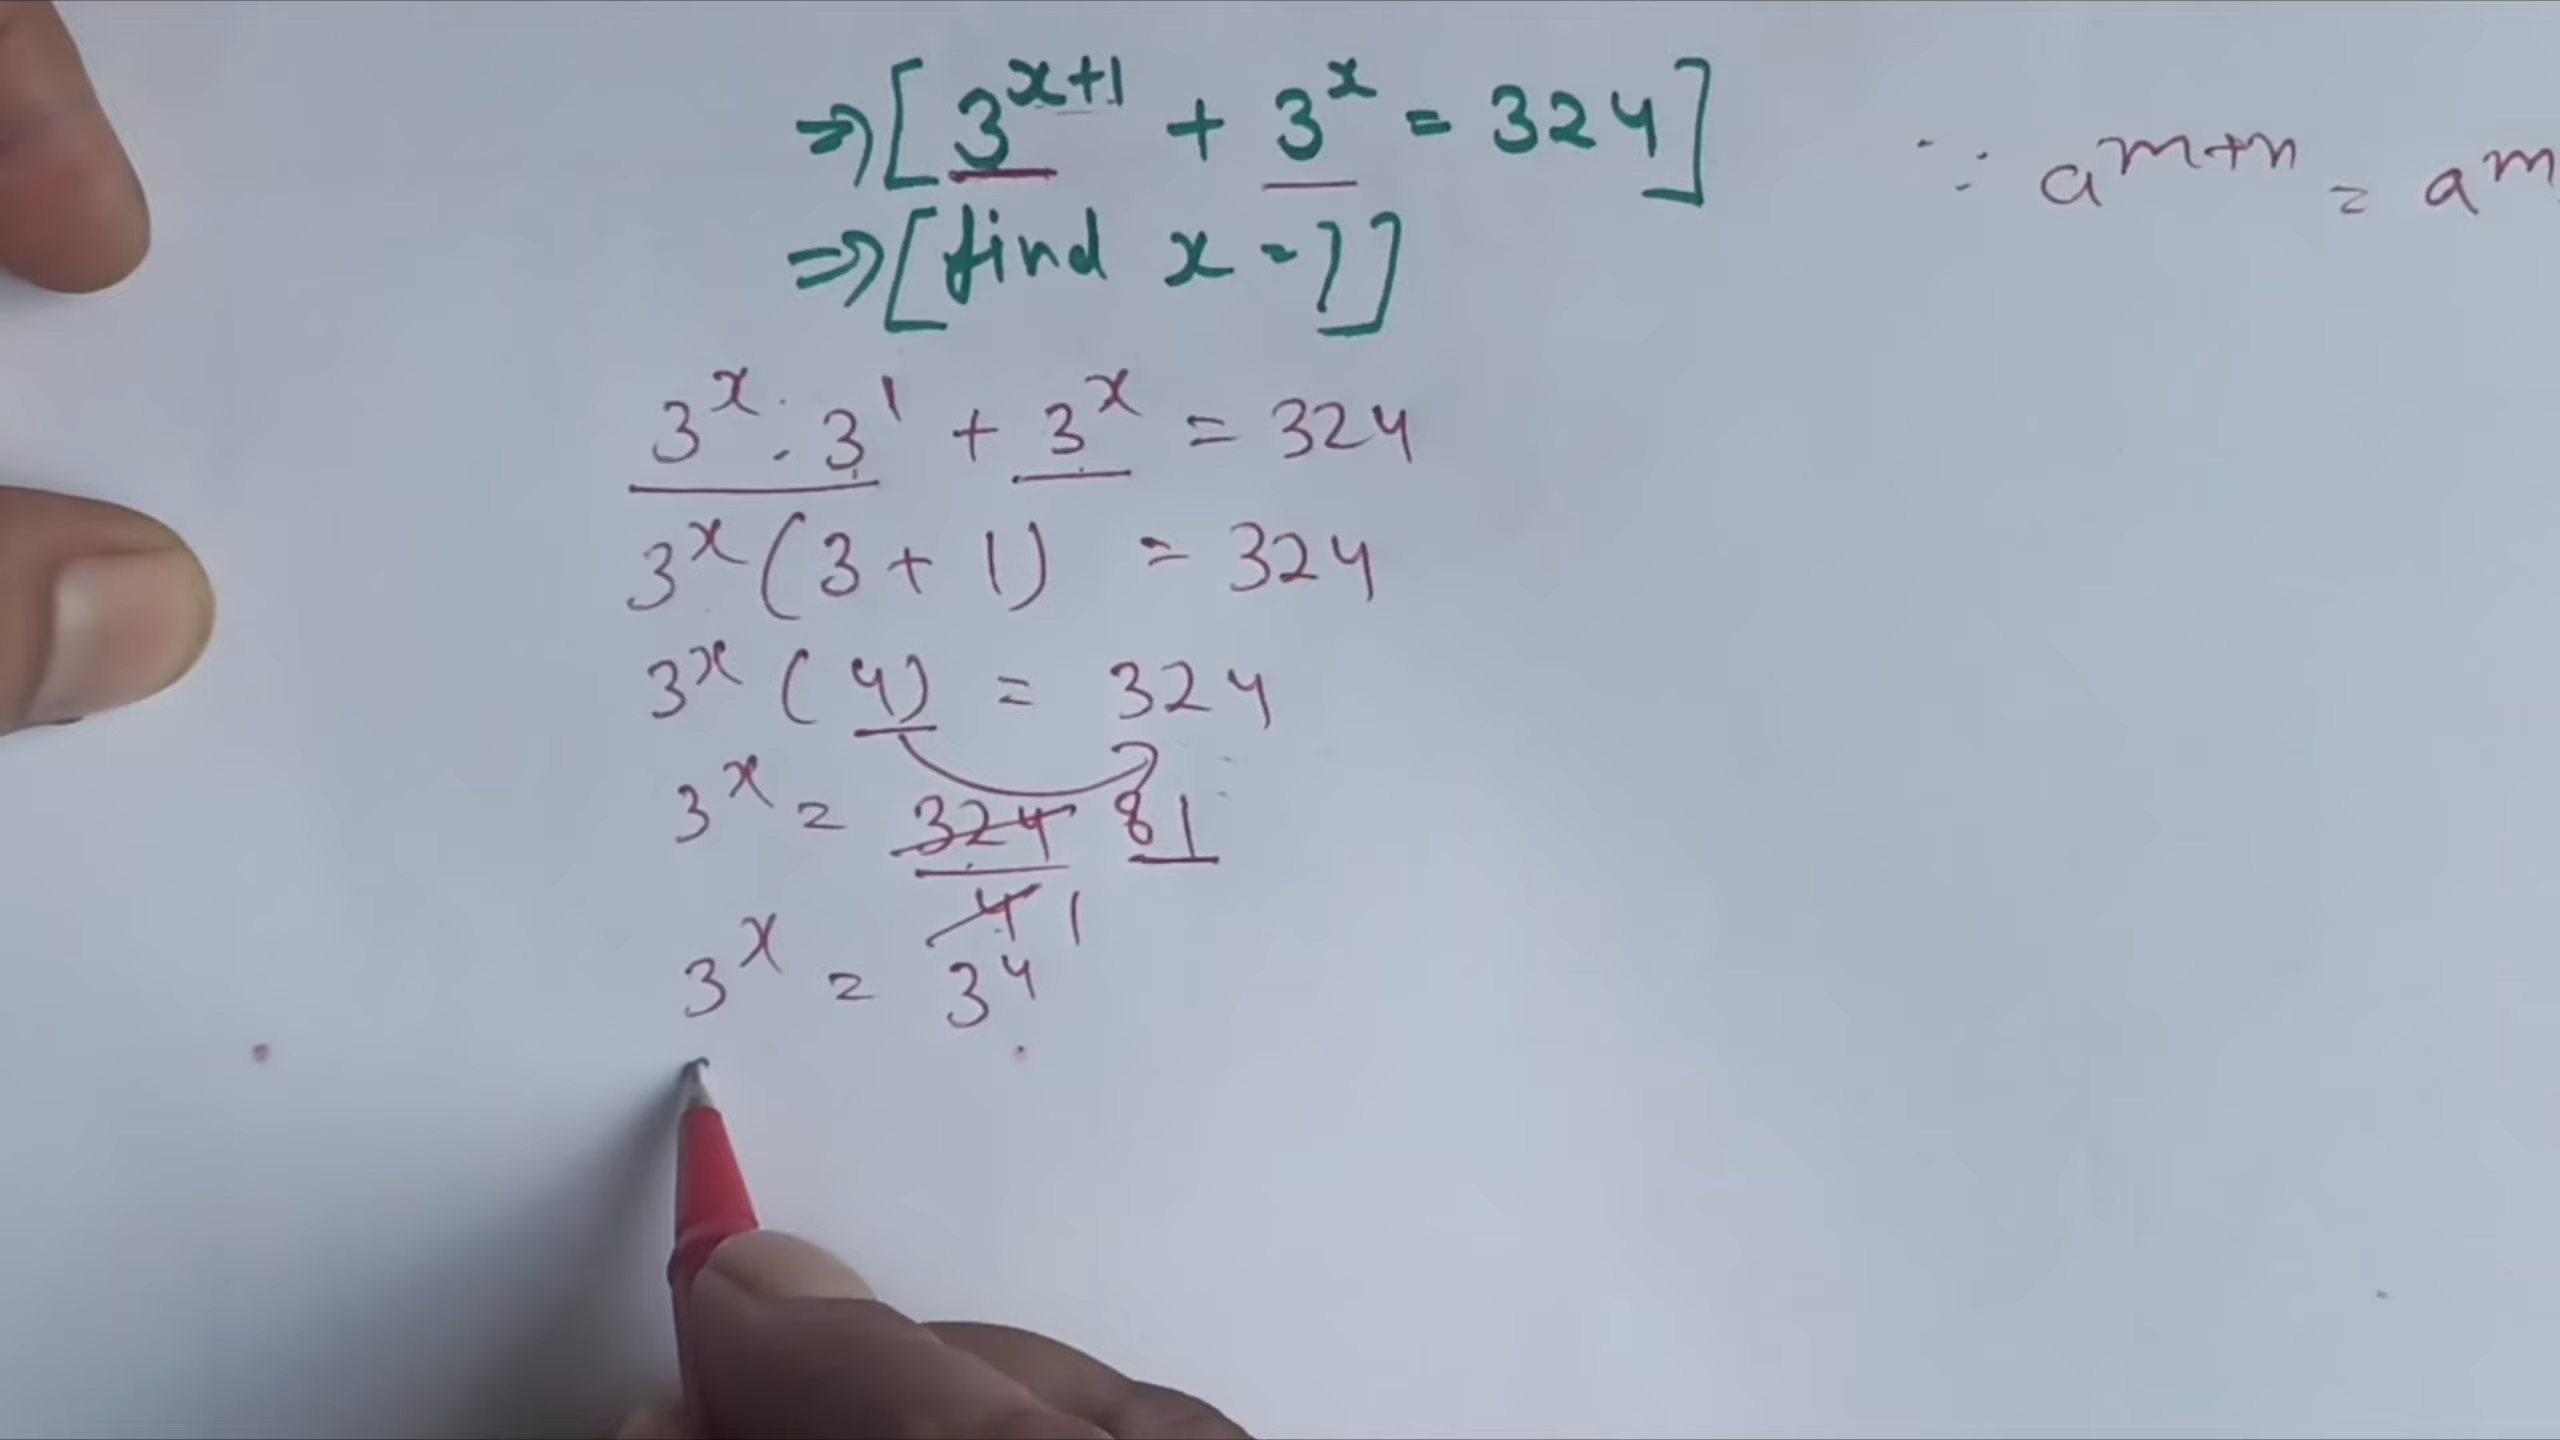 ⇒[3^{x+1} + 3^x = 324]
∵ a^{m+n} = a^m
⇒[find x = ?]
3^x . 3^1 + 3^x = 324
3^x (3 + 1) = 324
3^x (4) = 324
3^x = 324/4 81 1
3^x = 3^4